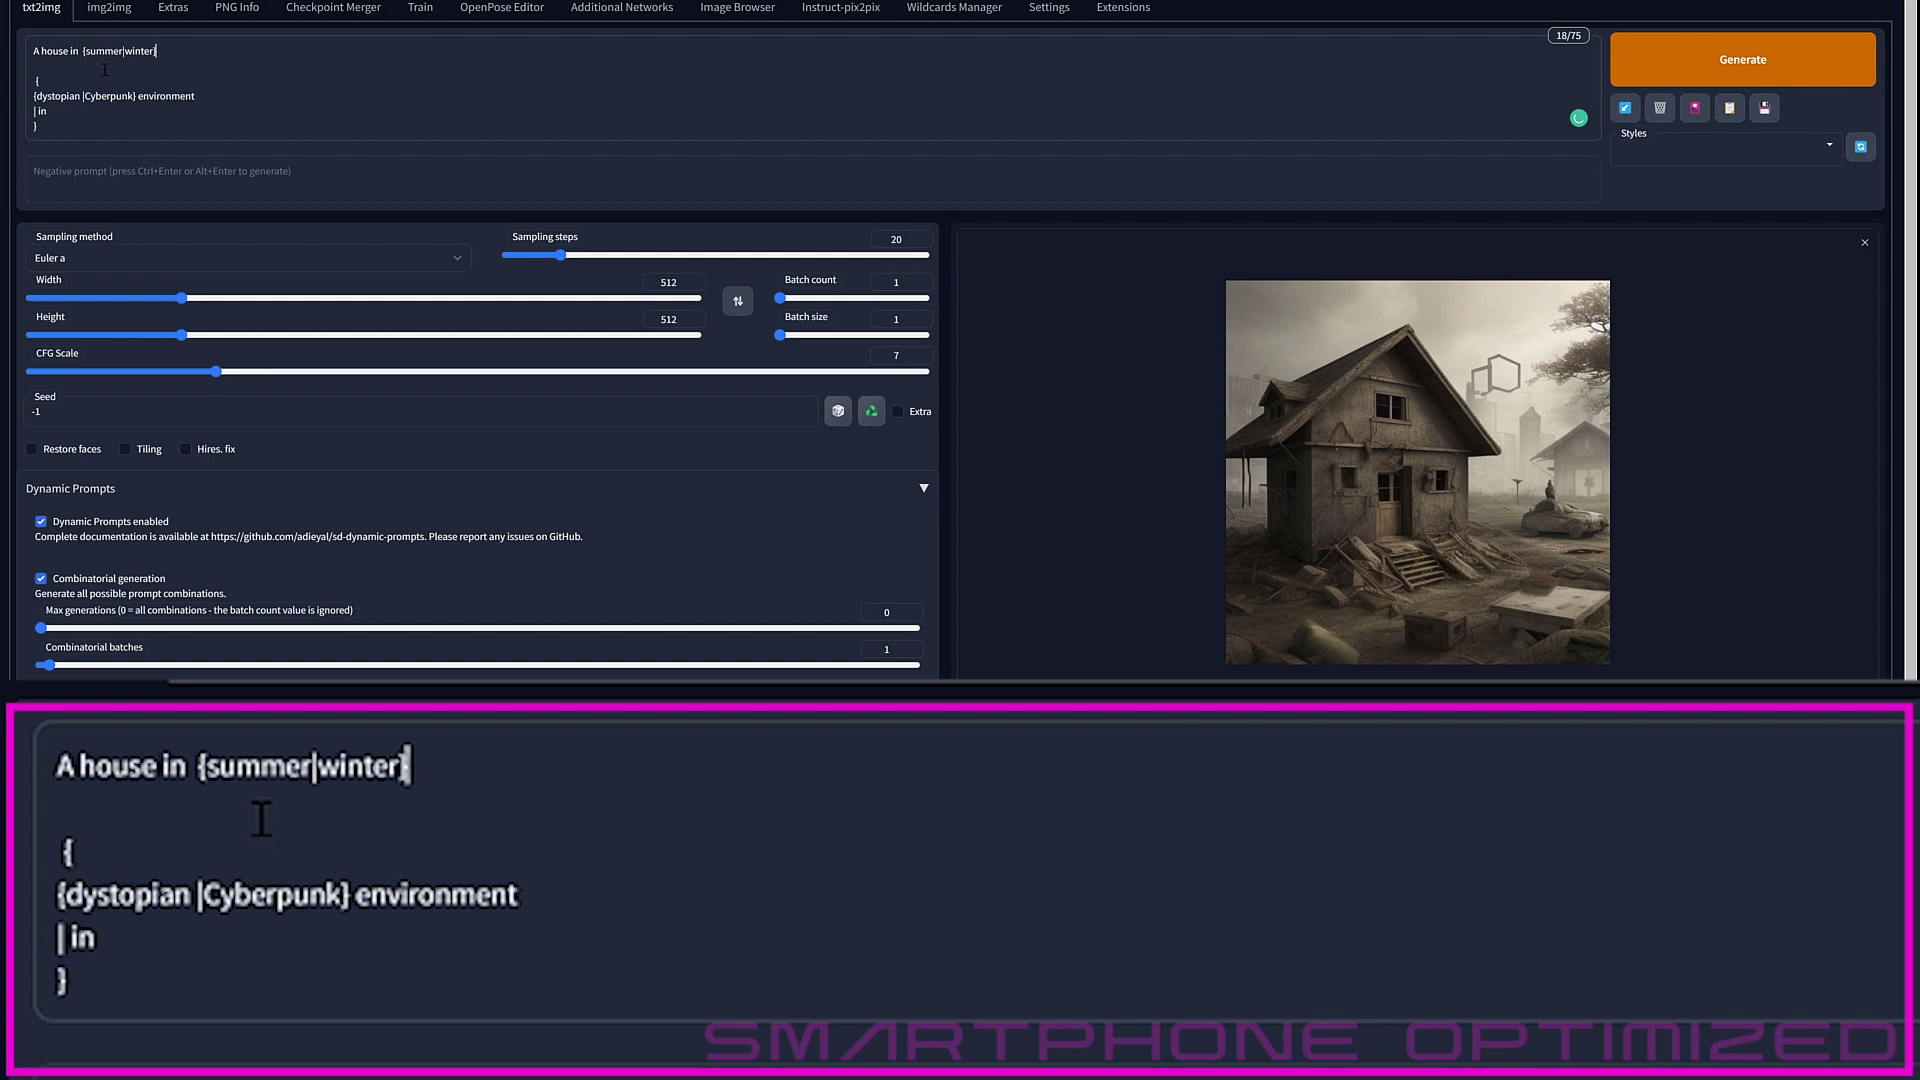 txt2img img2img Extras PNG Info Checkpoint Merger Train OpenPose Editor Additional Networks Image Browser Instruct-pix2pix Wildcards Manager Settings Extensions
A house in {summer|winter}
18/75
{
{dystopian |Cyberpunk} environment
| in
}
Generate
Styles
Negative prompt (press Ctrl+Enter or Alt+Enter to generate)
Sampling method
Euler a
Sampling steps
20
Width
512
Batch count
1
Height
512
Batch size
1
CFG Scale
7
Seed
-1
Extra
Restore faces Tiling Hires. fix
Dynamic Prompts
Dynamic Prompts enabled
Complete documentation is available at https://github.com/adieyal/sd-dynamic-prompts. Please report any issues on GitHub.
Combinatorial generation
Generate all possible prompt combinations.
Max generations (0 = all combinations - the batch count value is ignored)
0
Combinatorial batches
1
A house in {summer|winter}
{
{dystopian |Cyberpunk} environment
| in
}
SMARTPHONE OPTIMIZED